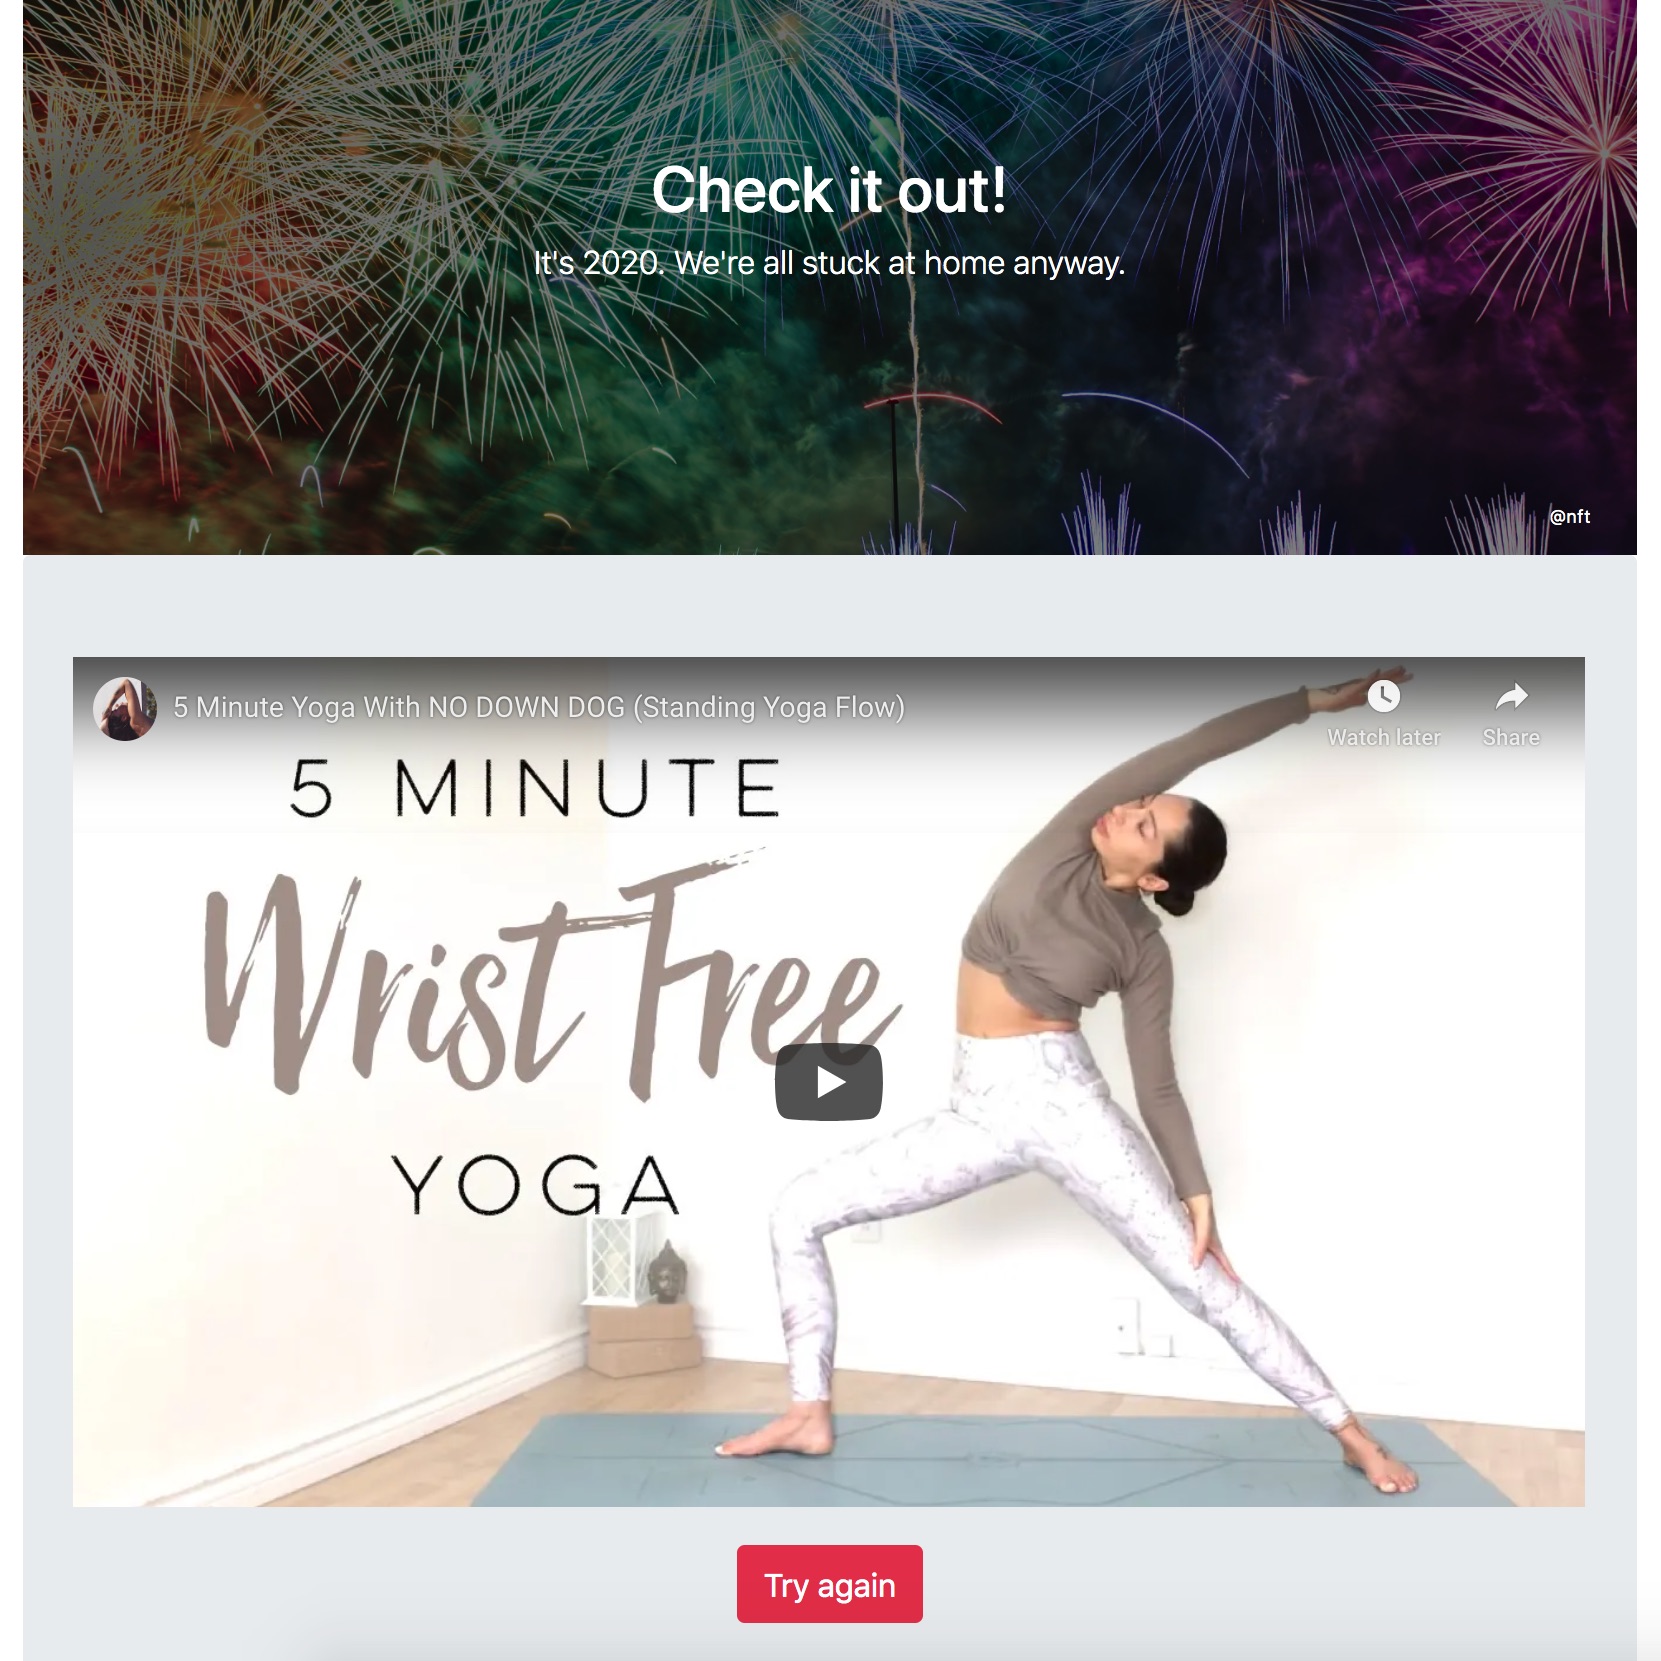 Check it out!
It's 2020. We're all stuck at home anyway.
@nft
5 Minute Yoga With NO DOWN DOG (Standing Yoga Flow)
Watch later
Share
5 MINUTE
Wrist Free
YOGA
Try again